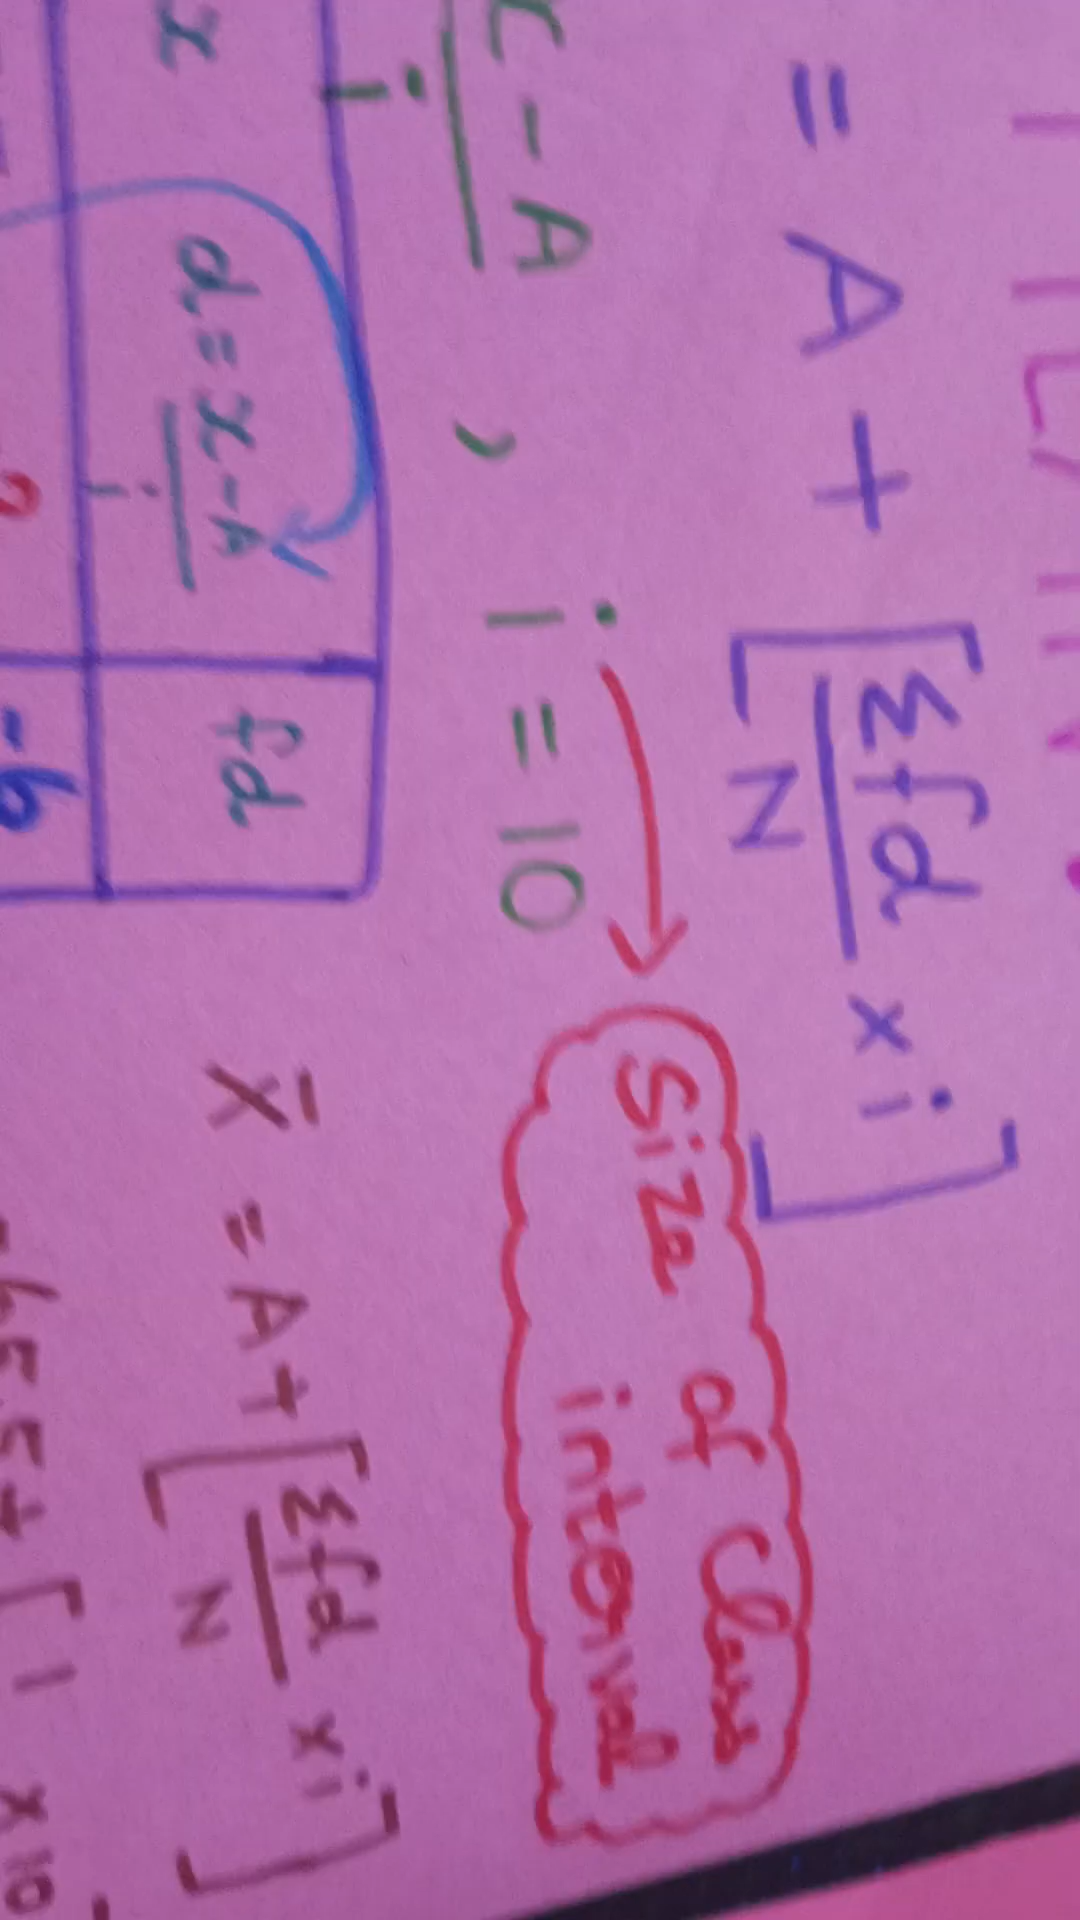 = A + [Σfd/N × i]
x - A / i , i = 10
Size of Class
interval
x d = x - A / i fd
-6
X̄ = A + [Σfd/N × i]